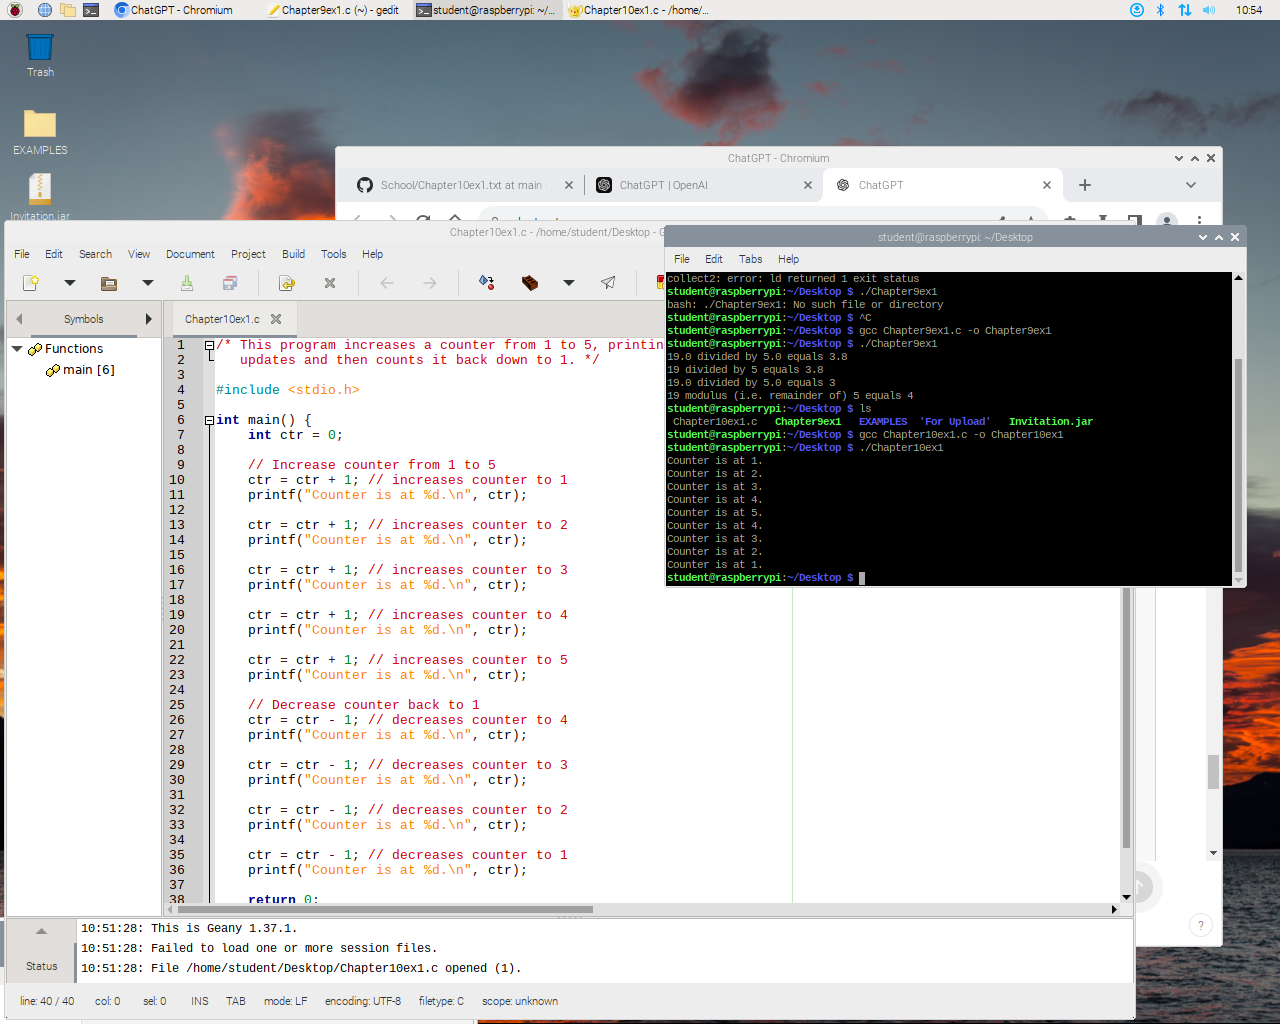 ChatGPT - Chromium
Chapter9ex1.c (~) - gedit
student@raspberrypi: ~/...
Chapter10ex1.c - /home/...
10:54
Trash
EXAMPLES
Invitation.jar
ChatGPT - Chromium
School/Chapter10ex1.txt at main
ChatGPT | OpenAI
ChatGPT
Chapter10ex1.c - /home/student/Desktop - G
File Edit Search View Document Project Build Tools Help
Symbols
Functions
main [6]
Chapter10ex1.c
1 /* This program increases a counter from 1 to 5, printin
2 updates and then counts it back down to 1. */
3
4 #include <stdio.h>
5
6 int main() {
7 int ctr = 0;
8
9 // Increase counter from 1 to 5
10 ctr = ctr + 1; // increases counter to 1
11 printf("Counter is at %d.\n", ctr);
12
13 ctr = ctr + 1; // increases counter to 2
14 printf("Counter is at %d.\n", ctr);
15
16 ctr = ctr + 1; // increases counter to 3
17 printf("Counter is at %d.\n", ctr);
18
19 ctr = ctr + 1; // increases counter to 4
20 printf("Counter is at %d.\n", ctr);
21
22 ctr = ctr + 1; // increases counter to 5
23 printf("Counter is at %d.\n", ctr);
24
25 // Decrease counter back to 1
26 ctr = ctr - 1; // decreases counter to 4
27 printf("Counter is at %d.\n", ctr);
28
29 ctr = ctr - 1; // decreases counter to 3
30 printf("Counter is at %d.\n", ctr);
31
32 ctr = ctr - 1; // decreases counter to 2
33 printf("Counter is at %d.\n", ctr);
34
35 ctr = ctr - 1; // decreases counter to 1
36 printf("Counter is at %d.\n", ctr);
37
38 return 0;
student@raspberrypi: ~/Desktop
File Edit Tabs Help
collect2: error: ld returned 1 exit status
student@raspberrypi:~/Desktop $ ./Chapter9ex1
bash: ./Chapter9ex1: No such file or directory
student@raspberrypi:~/Desktop $ ^C
student@raspberrypi:~/Desktop $ gcc Chapter9ex1.c -o Chapter9ex1
student@raspberrypi:~/Desktop $ ./Chapter9ex1
19.0 divided by 5.0 equals 3.8
19 divided by 5 equals 3.8
19.0 divided by 5.0 equals 3
19 modulus (i.e. remainder of) 5 equals 4
student@raspberrypi:~/Desktop $ ls
Chapter10ex1.c Chapter9ex1 EXAMPLES 'For Upload' Invitation.jar
student@raspberrypi:~/Desktop $ gcc Chapter10ex1.c -o Chapter10ex1
student@raspberrypi:~/Desktop $ ./Chapter10ex1
Counter is at 1.
Counter is at 2.
Counter is at 3.
Counter is at 4.
Counter is at 5.
Counter is at 4.
Counter is at 3.
Counter is at 2.
Counter is at 1.
student@raspberrypi:~/Desktop $
?
Status
10:51:28: This is Geany 1.37.1.
10:51:28: Failed to load one or more session files.
10:51:28: File /home/student/Desktop/Chapter10ex1.c opened (1).
line: 40 / 40 col: 0 sel: 0 INS TAB mode: LF encoding: UTF-8 filetype: C scope: unknown